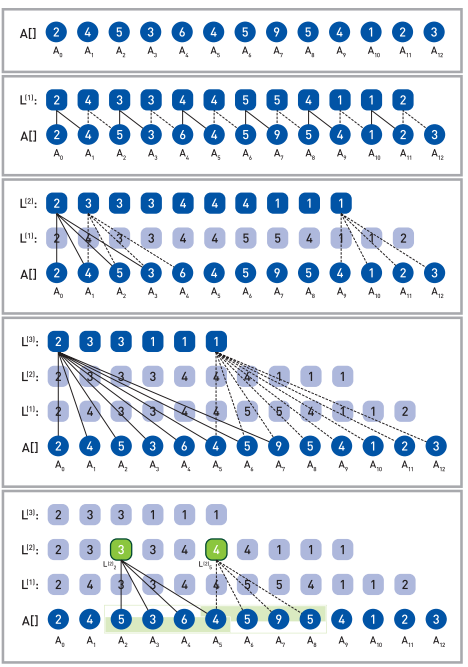 A[] 2 4 5 3 6 4 5 9 5 4 1 2 3
A₀ A₁ A₂ A₃ A₄ A₅ A₆ A₇ A₈ A₉ A₁₀ A₁₁ A₁₂
L⁽¹⁾: 2 4 3 3 4 4 5 5 4 1 1 2
A[] 2 4 5 3 6 4 5 9 5 4 1 2 3
A₀ A₁ A₂ A₃ A₄ A₅ A₆ A₇ A₈ A₉ A₁₀ A₁₁ A₁₂
L⁽²⁾: 2 3 3 3 4 4 4 1 1 1
L⁽¹⁾: 2 4 3 3 4 4 5 5 4 1 1 2
A[] 2 4 5 3 6 4 5 9 5 4 1 2 3
A₀ A₁ A₂ A₃ A₄ A₅ A₆ A₇ A₈ A₉ A₁₀ A₁₁ A₁₂
L⁽³⁾: 2 3 3 1 1 1
L⁽²⁾: 2 3 3 3 4 4 4 1 1 1
L⁽¹⁾: 2 4 3 3 4 4 5 5 4 1 1 2
A[] 2 4 5 3 6 4 5 9 5 4 1 2 3
A₀ A₁ A₂ A₃ A₄ A₅ A₆ A₇ A₈ A₉ A₁₀ A₁₁ A₁₂
L⁽³⁾: 2 3 3 1 1 1
L⁽²⁾: 2 3 3 3 4 4 4 1 1 1
L⁽²⁾₂ L⁽²⁾₅
L⁽¹⁾: 2 4 3 3 4 4 5 5 4 1 1 2
A[] 2 4 5 3 6 4 5 9 5 4 1 2 3
A₀ A₁ A₂ A₃ A₄ A₅ A₆ A₇ A₈ A₉ A₁₀ A₁₁ A₁₂